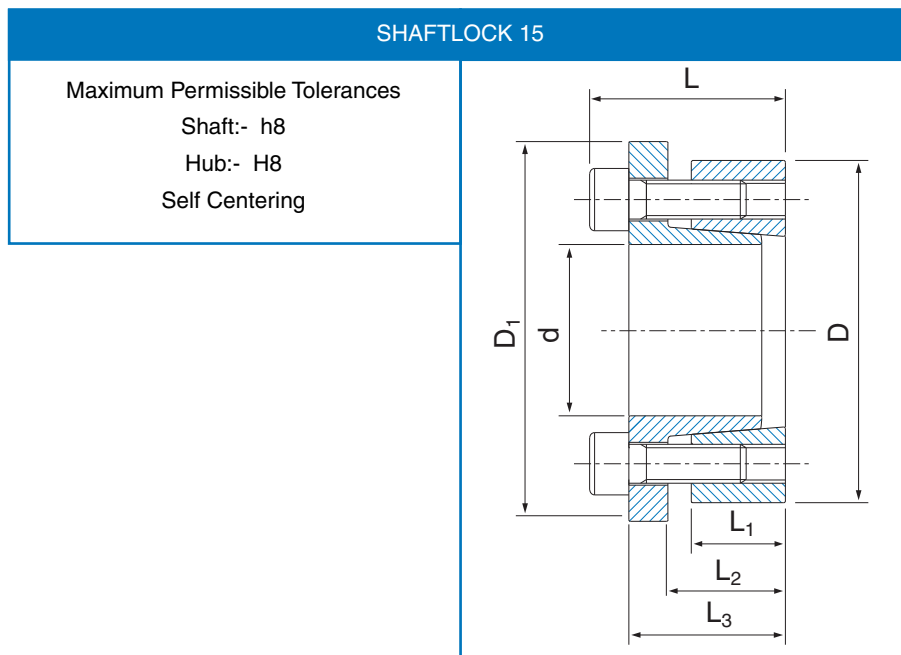 SHAFTLOCK 15
Maximum Permissible Tolerances
Shaft:- h8
Hub:- H8
Self Centering
L
D₁
d
D
L₁
L₂
L₃